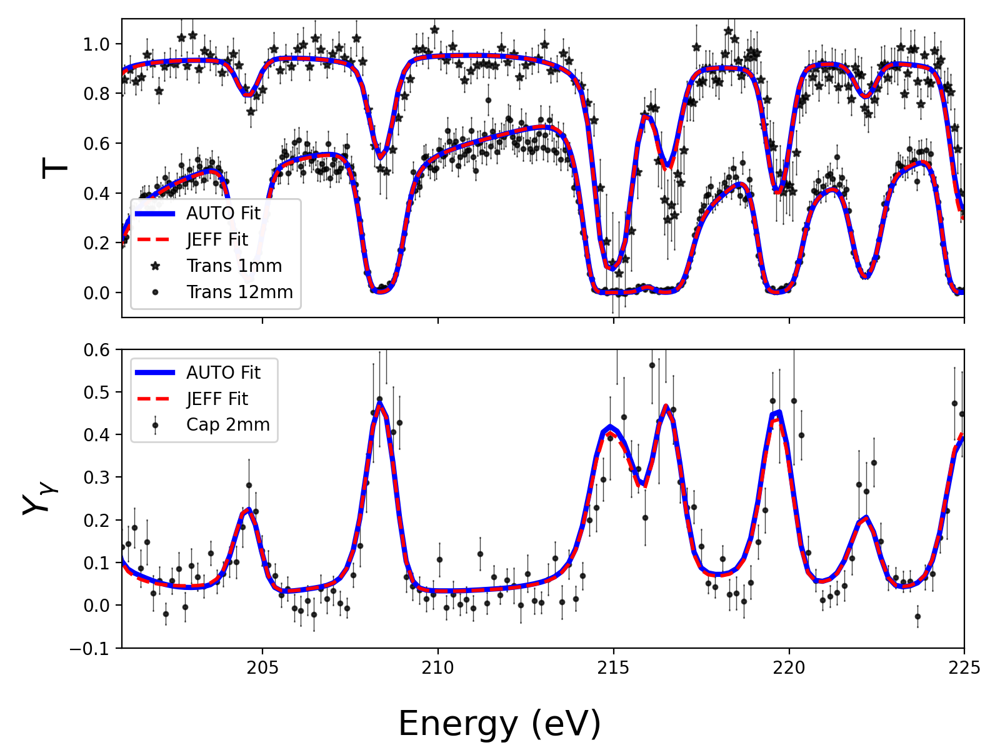 1.0
0.8
0.6
0.4
0.2
0.0
T
AUTO Fit
JEFF Fit
Trans 1mm
Trans 12mm
0.6
0.5
0.4
0.3
0.2
0.1
0.0
−0.1
Yγ
AUTO Fit
JEFF Fit
Cap 2mm
205
210
215
220
225
Energy (eV)